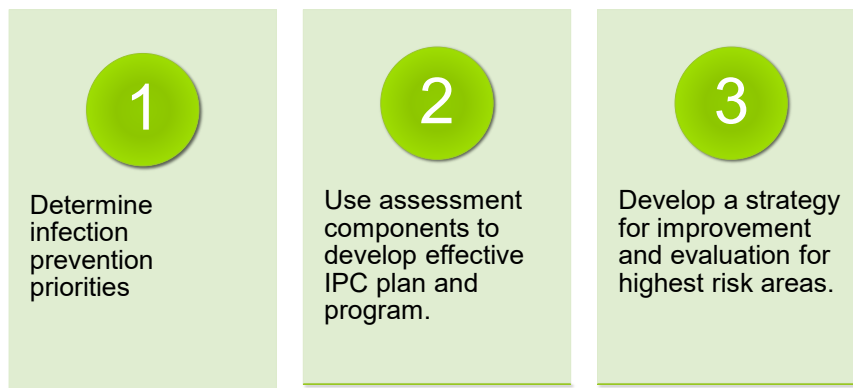 1
Determine
infection
prevention
priorities
2
Use assessment
components to
develop effective
IPC plan and
program.
3
Develop a strategy
for improvement
and evaluation for
highest risk areas.